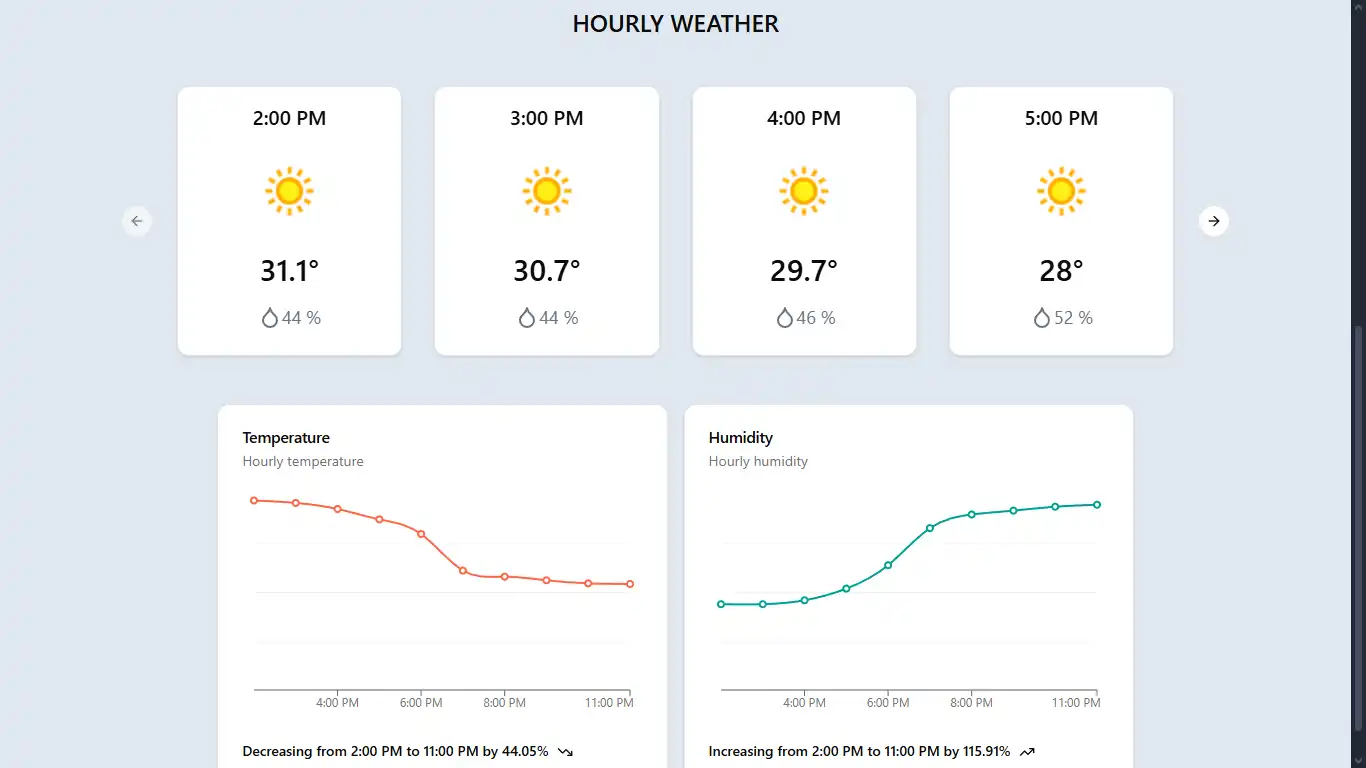 HOURLY WEATHER
2:00 PM
3:00 PM
4:00 PM
5:00 PM
31.1°
30.7°
29.7°
28°
44 %
44 %
46 %
52 %
Temperature
Hourly temperature
4:00 PM
6:00 PM
8:00 PM
11:00 PM
Decreasing from 2:00 PM to 11:00 PM by 44.05%
Humidity
Hourly humidity
4:00 PM
6:00 PM
8:00 PM
11:00 PM
Increasing from 2:00 PM to 11:00 PM by 115.91%